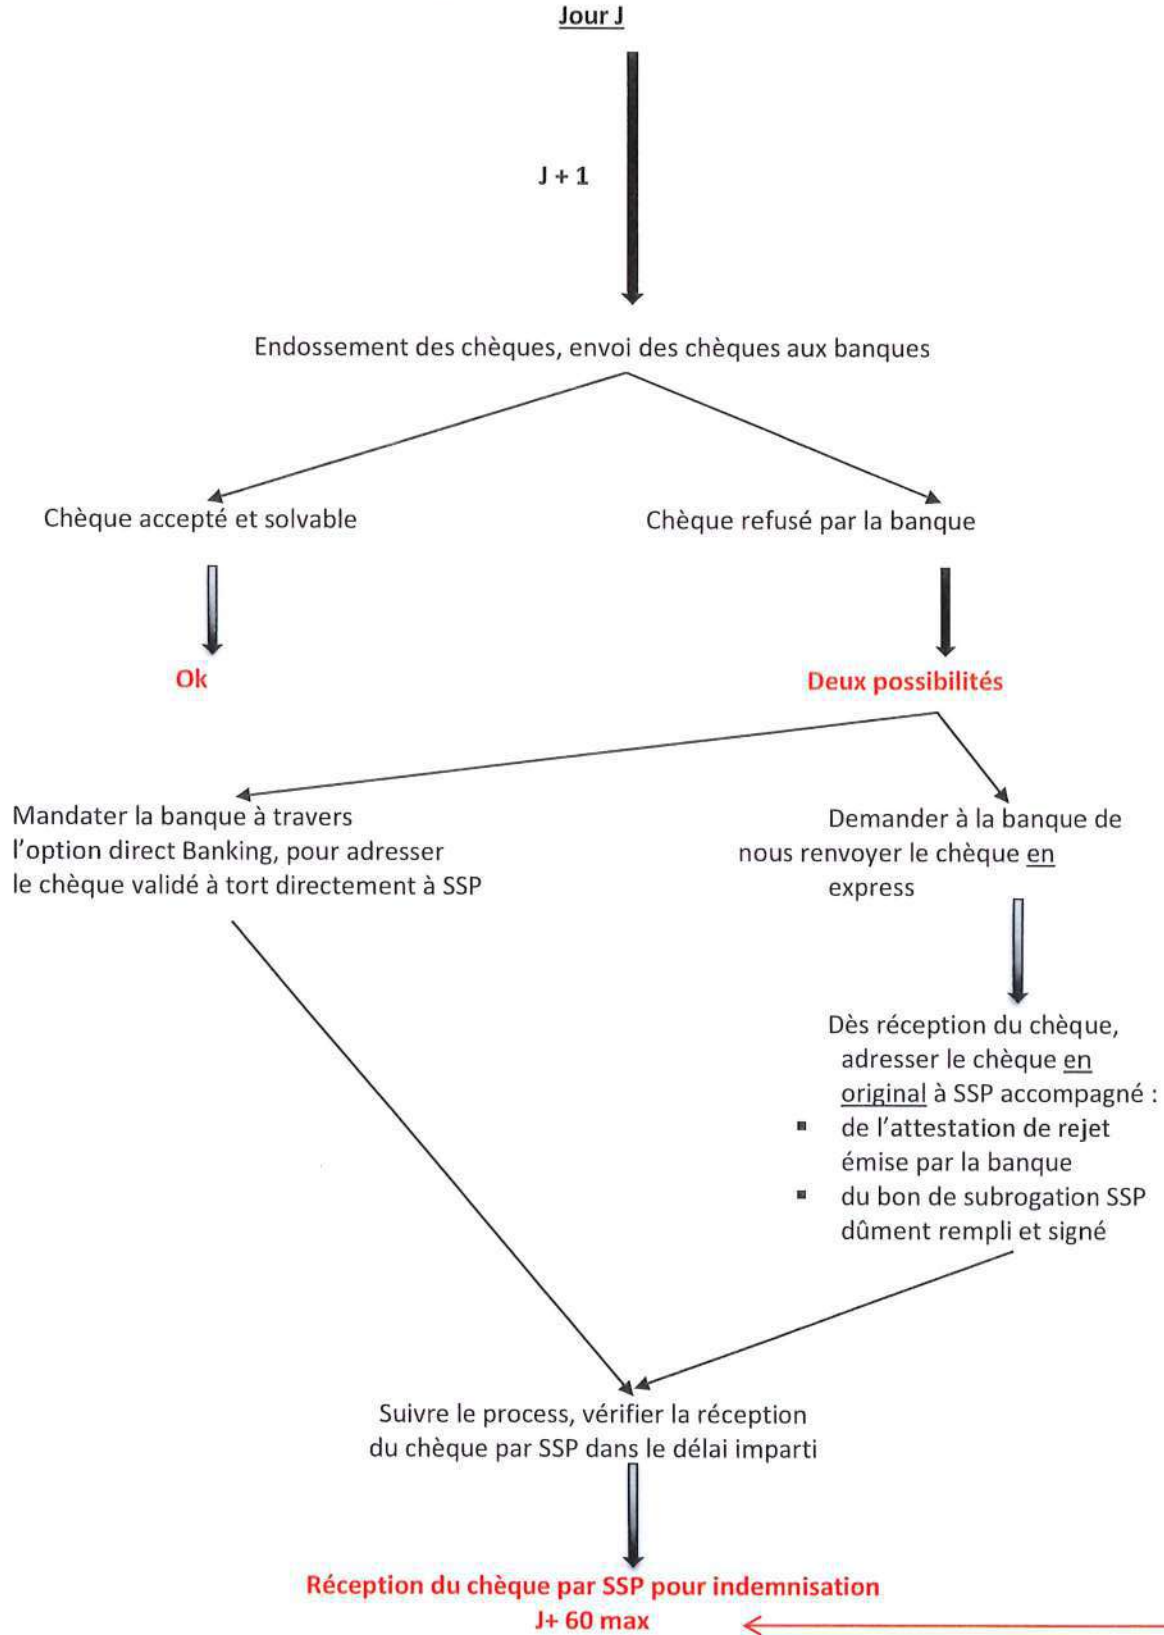 Jour J
J + 1
Endossement des chèques, envoi des chèques aux banques
Chèque accepté et solvable
Chèque refusé par la banque
Ok
Deux possibilités
Mandater la banque à travers
l'option direct Banking, pour adresser
le chèque validé à tort directement à SSP
Demander à la banque de
nous renvoyer le chèque en
express
Dès réception du chèque,
adresser le chèque en
original à SSP accompagné :
▪ de l'attestation de rejet
émise par la banque
▪ du bon de subrogation SSP
dûment rempli et signé
Suivre le process, vérifier la réception
du chèque par SSP dans le délai imparti
Réception du chèque par SSP pour indemnisation
J+ 60 max